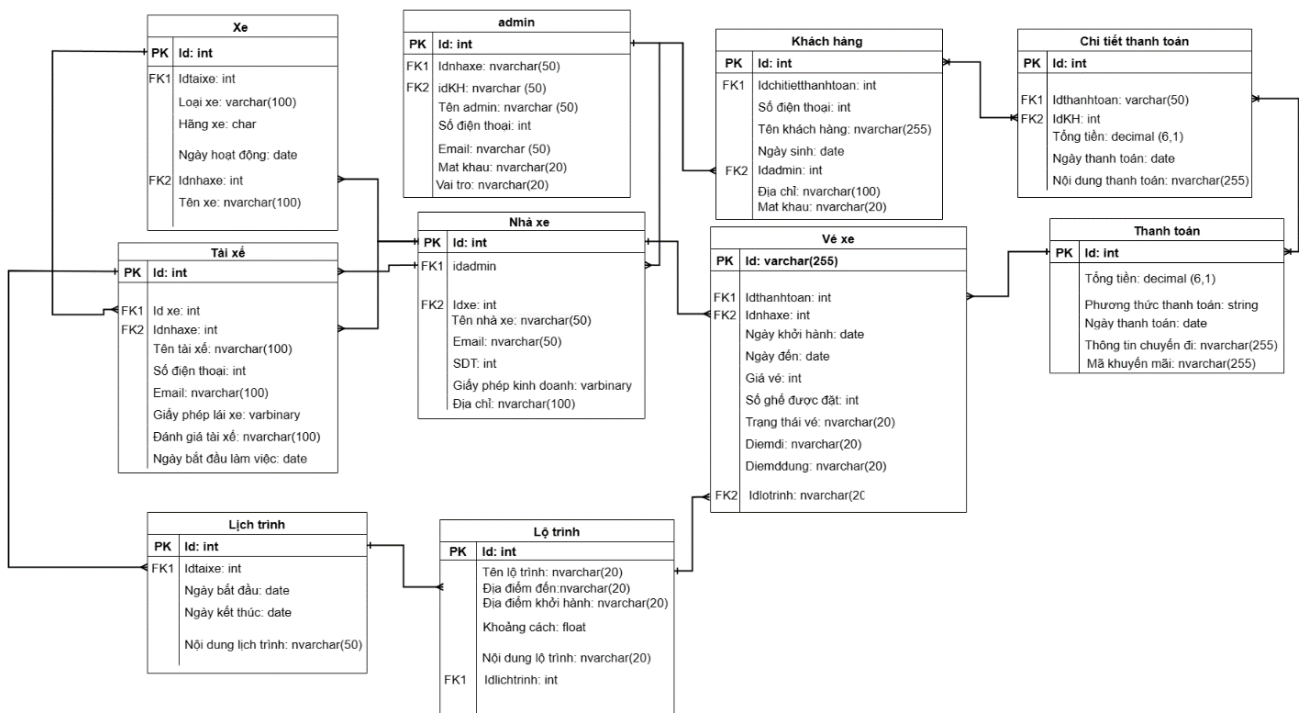 Xe
PK Id: int
FK1 Idtaixe: int
Loại xe: varchar(100)
Hãng xe: char
Ngày hoạt động: date
FK2 Idnhaxe: int
Tên xe: nvarchar(100)
admin
PK Id: int
FK1 Idnhaxe: nvarchar(50)
FK2 idKH: nvarchar (50)
Tên admin: nvarchar (50)
Số điện thoại: int
Email: nvarchar (50)
Mat khau: nvarchar(20)
Vai tro: nvarchar(20)
Khách hàng
PK Id: int
FK1 Idchitietthanhtoan: int
Số điện thoại: int
Tên khách hàng: nvarchar(255)
Ngày sinh: date
FK2 Idadmin: int
Địa chỉ: nvarchar(100)
Mat khau: nvarchar(20)
Chi tiết thanh toán
PK Id: int
FK1 Idthanhtoan: varchar(50)
FK2 IdKH: int
Tổng tiền: decimal (6,1)
Ngày thanh toán: date
Nội dung thanh toán: nvarchar(255)
Tài xế
PK Id: int
FK1 Id xe: int
FK2 Idnhaxe: int
Tên tài xế: nvarchar(100)
Số điện thoại: int
Email: nvarchar(100)
Giấy phép lái xe: varbinary
Đánh giá tài xế: nvarchar(100)
Ngày bắt đầu làm việc: date
Nhà xe
PK Id: int
FK1 idadmin
FK2 Idxe: int
Tên nhà xe: nvarchar(50)
Email: nvarchar(50)
SDT: int
Giấy phép kinh doanh: varbinary
Địa chỉ: nvarchar(100)
Vé xe
PK Id: varchar(255)
FK1 Idthanhtoan: int
FK2 Idnhaxe: int
Ngày khởi hành: date
Ngày đến: date
Giá vé: int
Số ghế được đặt: int
Trạng thái vé: nvarchar(20)
Diemdi: nvarchar(20)
Diemddung: nvarchar(20)
FK2 Idlotrinh: nvarchar(20
Thanh toán
PK Id: int
Tổng tiền: decimal (6,1)
Phương thức thanh toán: string
Ngày thanh toán: date
Thông tin chuyến đi: nvarchar(255)
Mã khuyến mãi: nvarchar(255)
Lịch trình
PK Id: int
FK1 Idtaixe: int
Ngày bắt đầu: date
Ngày kết thúc: date
Nội dung lịch trình: nvarchar(50)
Lộ trình
PK Id: int
Tên lộ trình: nvarchar(20)
Địa điểm đến:nvarchar(20)
Địa điểm khởi hành: nvarchar(20)
Khoảng cách: float
Nội dung lộ trình: nvarchar(20)
FK1 Idlichtrinh: int